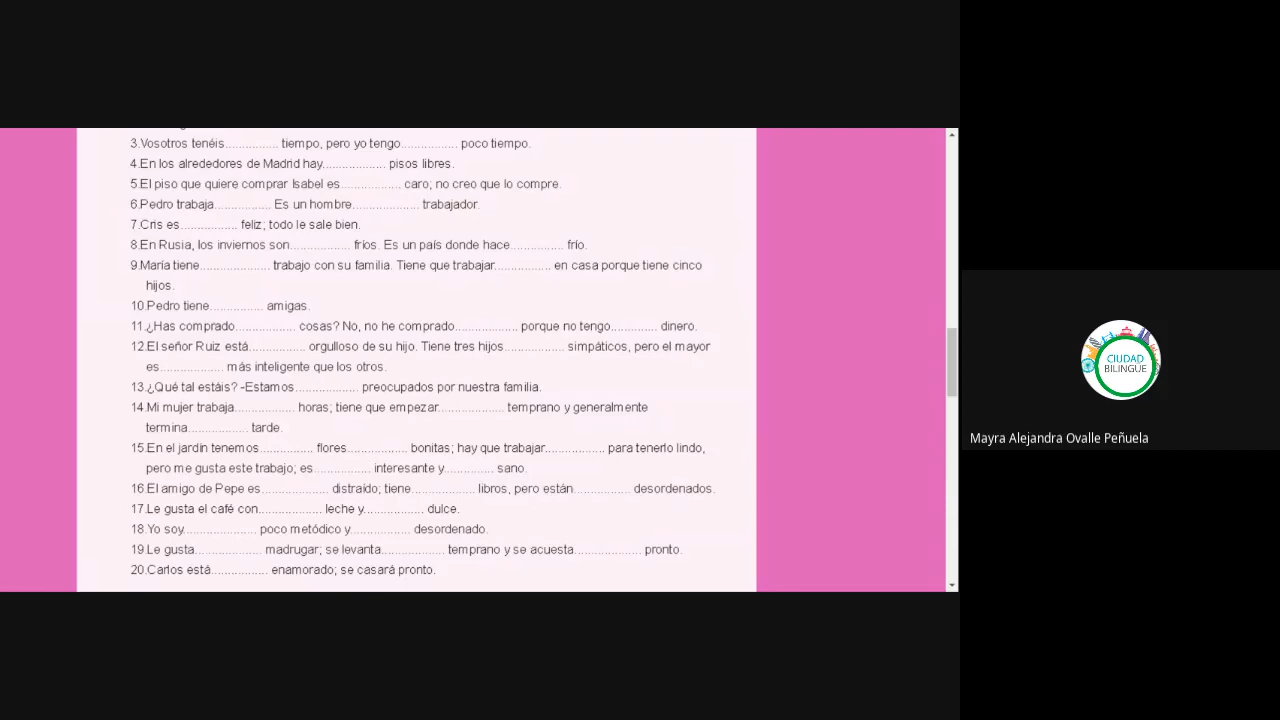 3.Vosotros tenéis............... tiempo, pero yo tengo................ poco tiempo.
4.En los alrededores de Madrid hay.................. pisos libres.
5.El piso que quiere comprar Isabel es................. caro; no creo que lo compre.
6.Pedro trabaja................ Es un hombre................... trabajador.
7.Cris es................ feliz; todo le sale bien.
8.En Rusia, los inviernos son................. fríos. Es un país donde hace............... frío.
9.María tiene.................... trabajo con su familia. Tiene que trabajar................ en casa porque tiene cinco
hijos.
10.Pedro tiene............... amigas.
11.¿Has comprado................. cosas? No, no he comprado.................. porque no tengo............. dinero.
12.El señor Ruiz está................ orgulloso de su hijo. Tiene tres hijos................. simpáticos, pero el mayor
es.................. más inteligente que los otros.
13.¿Qué tal estáis? -Estamos.................. preocupados por nuestra familia.
14.Mi mujer trabaja................. horas; tiene que empezar................... temprano y generalmente
termina................. tarde.
15.En el jardín tenemos............... flores................. bonitas; hay que trabajar................. para tenerlo lindo,
pero me gusta este trabajo; es................ interesante y.............. sano.
16.El amigo de Pepe es................... distraído; tiene.................. libros, pero están................ desordenados.
17.Le gusta el café con.................. leche y................. dulce.
18.Yo soy..................... poco metódico y................. desordenado.
19.Le gusta................... madrugar; se levanta.................. temprano y se acuesta................... pronto.
20.Carlos está................ enamorado; se casará pronto.
CIUDAD
BILINGÜE
Mayra Alejandra Ovalle Peñuela